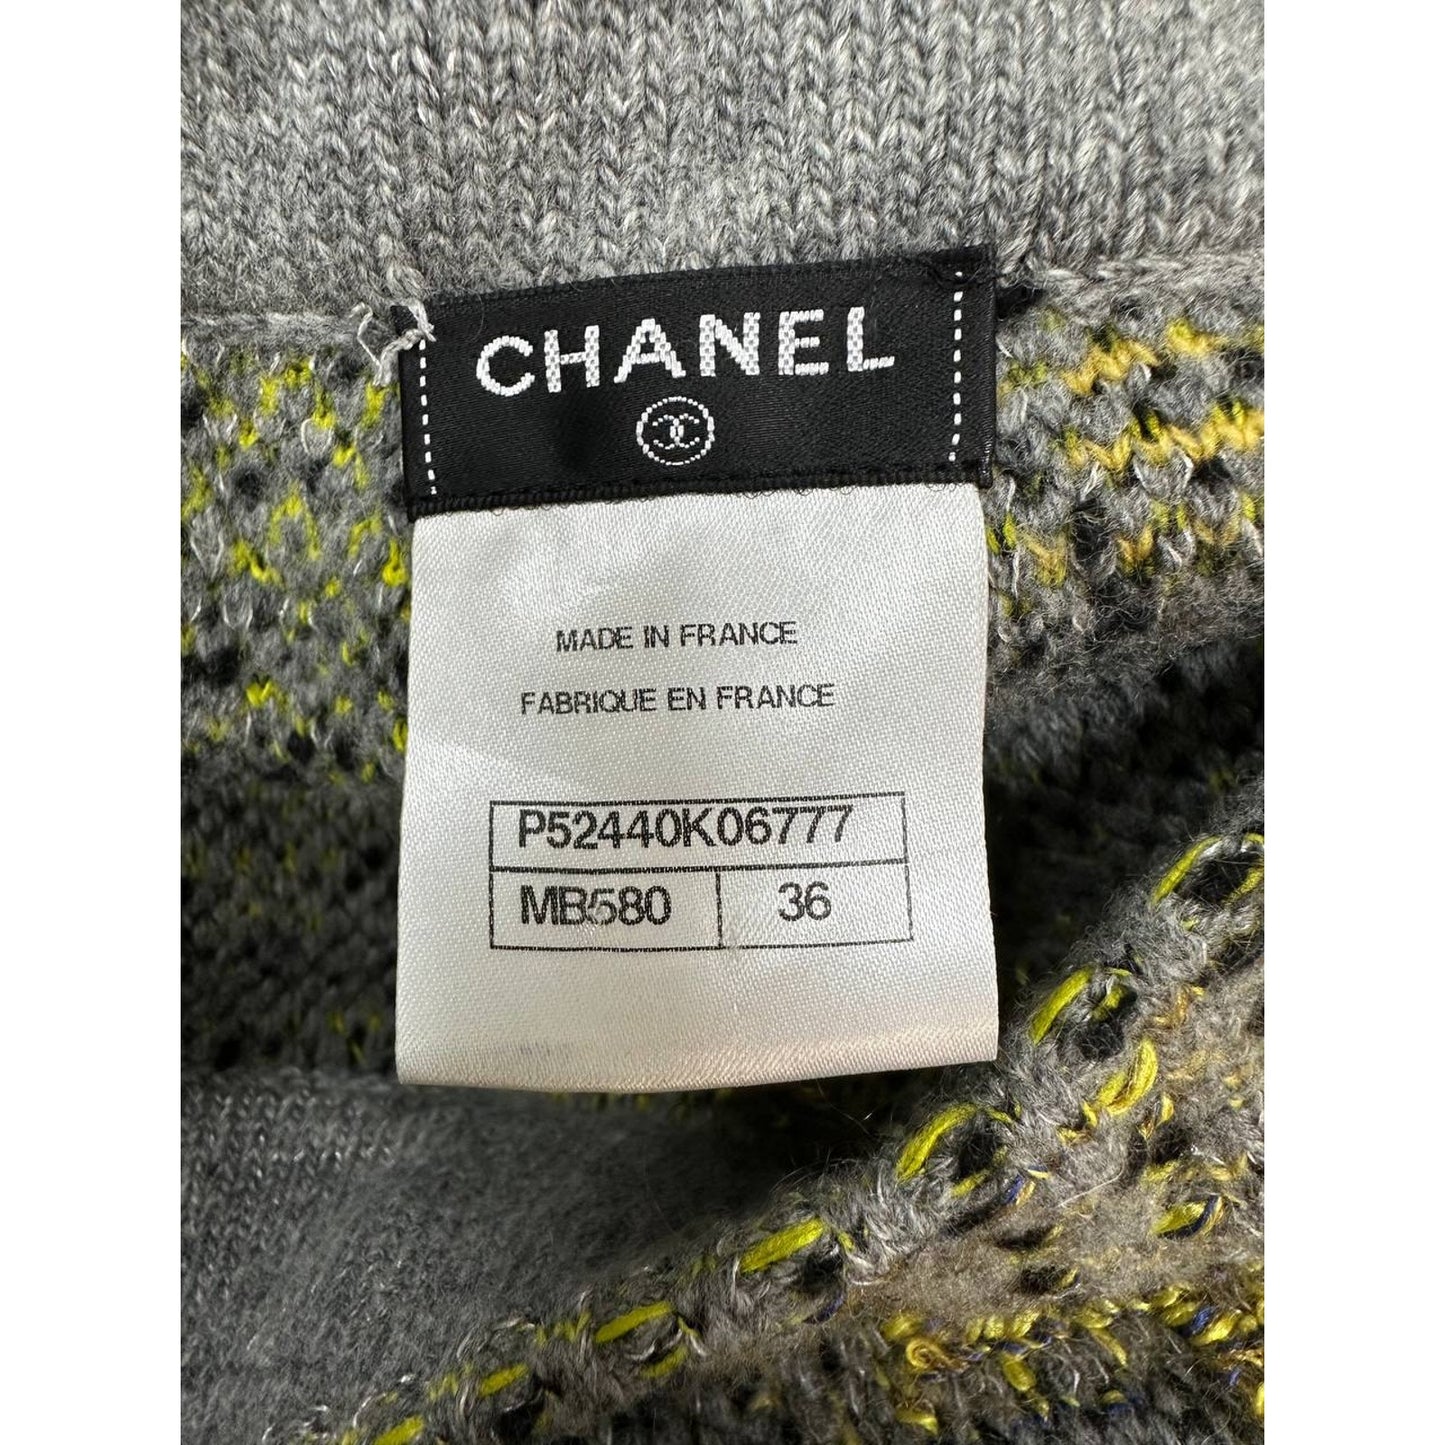 CHANEL
MADE IN FRANCE
FABRIQUE EN FRANCE
P52440K06777
MB580 36